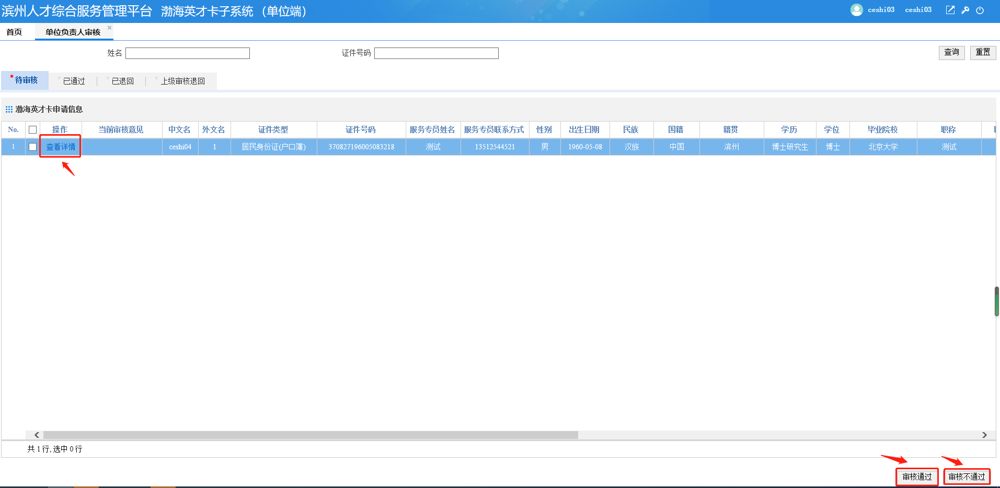 滨州人才综合服务管理平台 渤海英才卡子系统 （单位端） ceshi03 ceshi03
首页 单位负责人审核 ×
姓名 证件号码 查询 重置
*待审核 *已通过 *已退回 *上级审核退回
渤海英才卡申请信息
No. 操作 当前审核意见 中文名 外文名 证件类型 证件号码 服务专员姓名 服务专员联系方式 性别 出生日期 民族 国籍 籍贯 学历 学位 毕业院校 职称
1 查看详情 ceshi04 1 居民身份证(户口簿) 370827196005083218 测试 13512544521 男 1960-05-08 汉族 中国 滨州 博士研究生 博士 北京大学 测试
共 1 行, 选中 0 行
审核通过 审核不通过